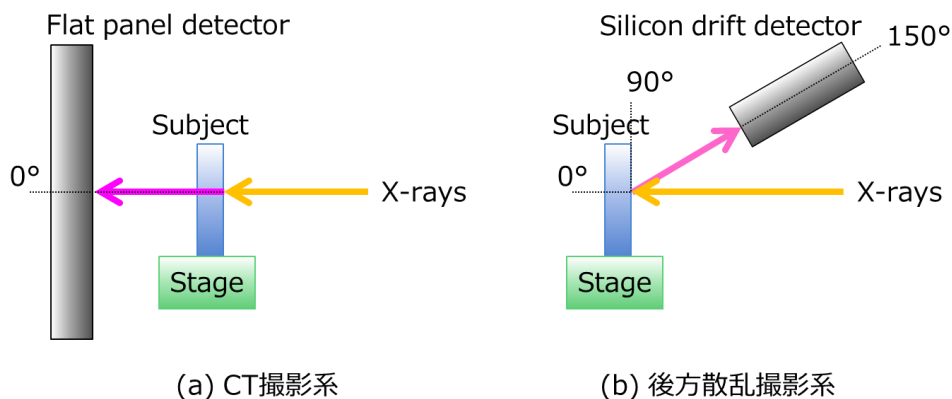 Flat panel detector
Subject
0°
X-rays
Stage
(a) CT撮影系
Silicon drift detector
150°
90°
Subject
0°
X-rays
Stage
(b) 後方散乱撮影系